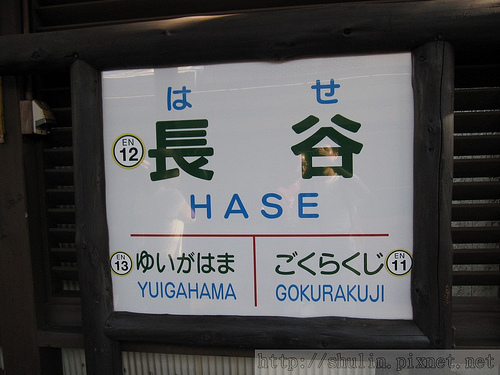 は せ
EN 12 長 谷
HASE
EN 13 ゆいがはま ごくらくじ EN 11
YUIGAHAMA GOKURAKUJI
http://shulin.pixnet.net